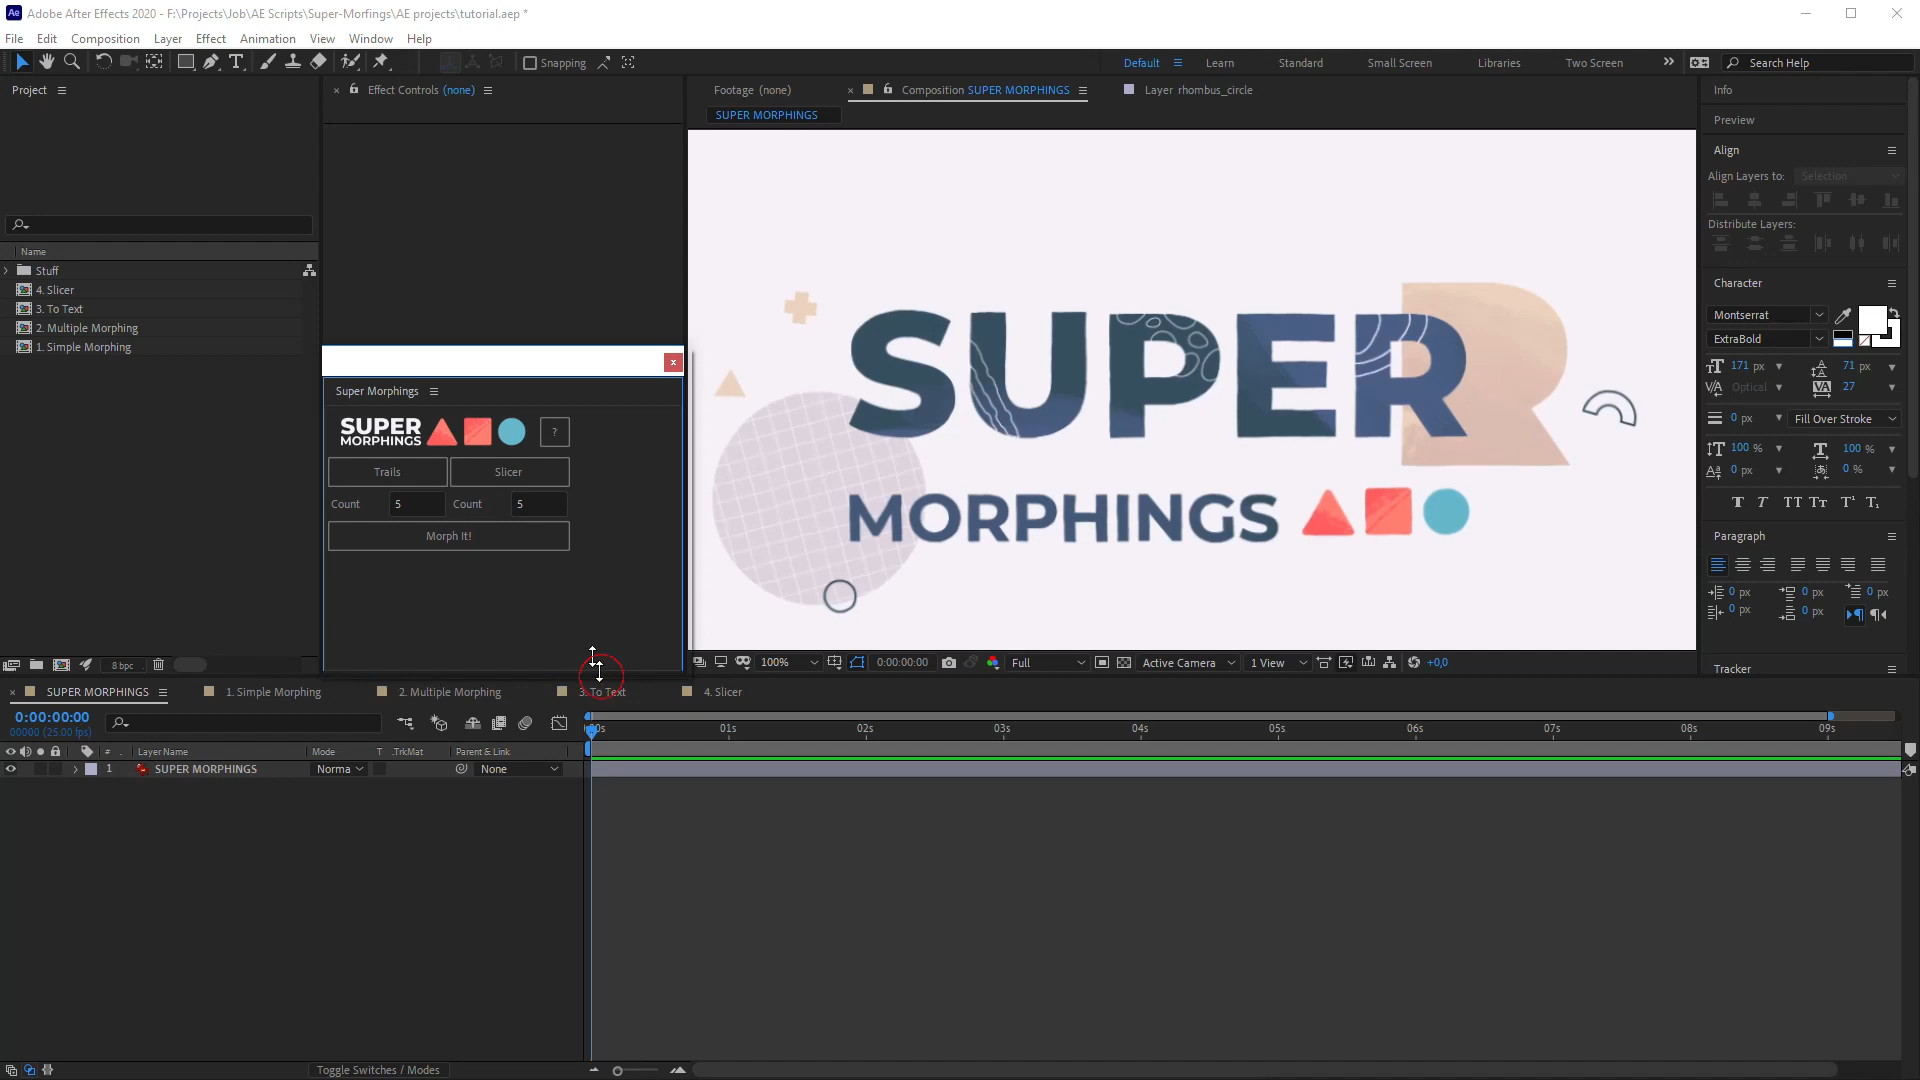 Ae Adobe After Effects 2020 - F:\Projects\Job\AE Scripts\Super-Morfings\AE projects\tutorial.aep *
File Edit Composition Layer Effect Animation View Window Help
Snapping Default Learn Standard Small Screen Libraries Two Screen Search Help
Project
Name
Stuff
4. Slicer
3. To Text
2. Multiple Morphing
1. Simple Morphing
8 bpc
Effect Controls (none)
Super Morphings
SUPER
MORPHINGS
?
Trails Slicer
Count 5 Count 5
Morph It!
Footage (none) Composition SUPER MORPHINGS Layer rhombus_circle
SUPER MORPHINGS
SUPER R
MORPHINGS
100% 0:00:00:00 Full Active Camera 1 View +0,0
Info
Preview
Align
Align Layers to: Selection
Distribute Layers:
Character
Montserrat
ExtraBold
171 px 71 px
Optical 27
0 px Fill Over Stroke
100 % 100 %
0 px 0 %
Paragraph
0 px 0 px 0 px
0 px 0 px
Tracker
SUPER MORPHINGS 1. Simple Morphing 2. Multiple Morphing 3. To Text 4. Slicer
0:00:00:00
00000 (25.00 fps)
00s 01s 02s 03s 04s 05s 06s 07s 08s 09s
# Layer Name Mode T .TrkMat Parent & Link
1 SUPER MORPHINGS Norma None
Toggle Switches / Modes